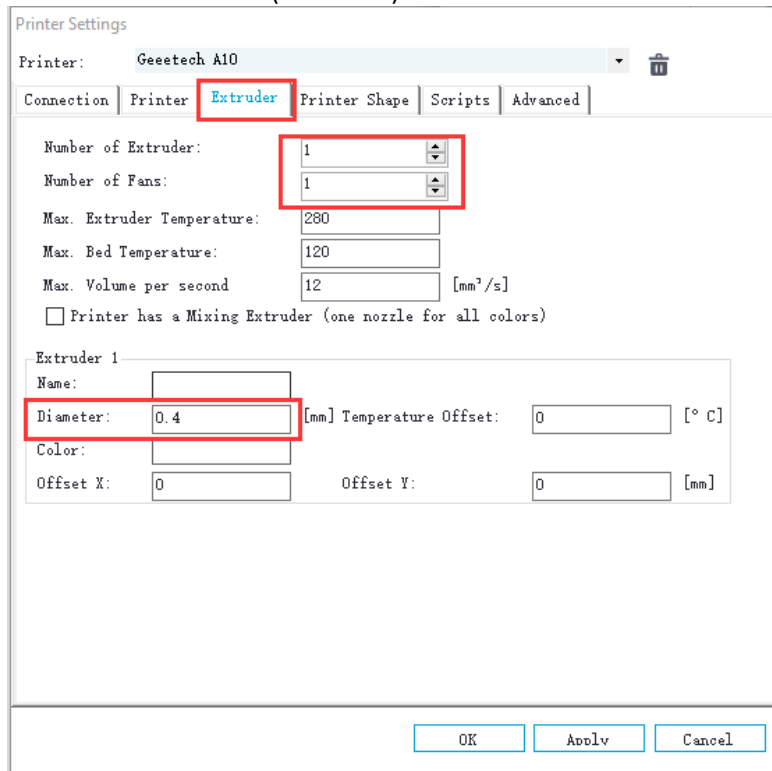 Printer Settings
Printer: Geeetech A10
Connection Printer Extruder Printer Shape Scripts Advanced
Number of Extruder: 1
Number of Fans: 1
Max. Extruder Temperature: 280
Max. Bed Temperature: 120
Max. Volume per second 12 [mm³/s]
Printer has a Mixing Extruder (one nozzle for all colors)
Extruder 1
Name:
Diameter: 0.4 [mm] Temperature Offset: 0 [° C]
Color:
Offset X: 0 Offset Y: 0 [mm]
OK Apply Cancel